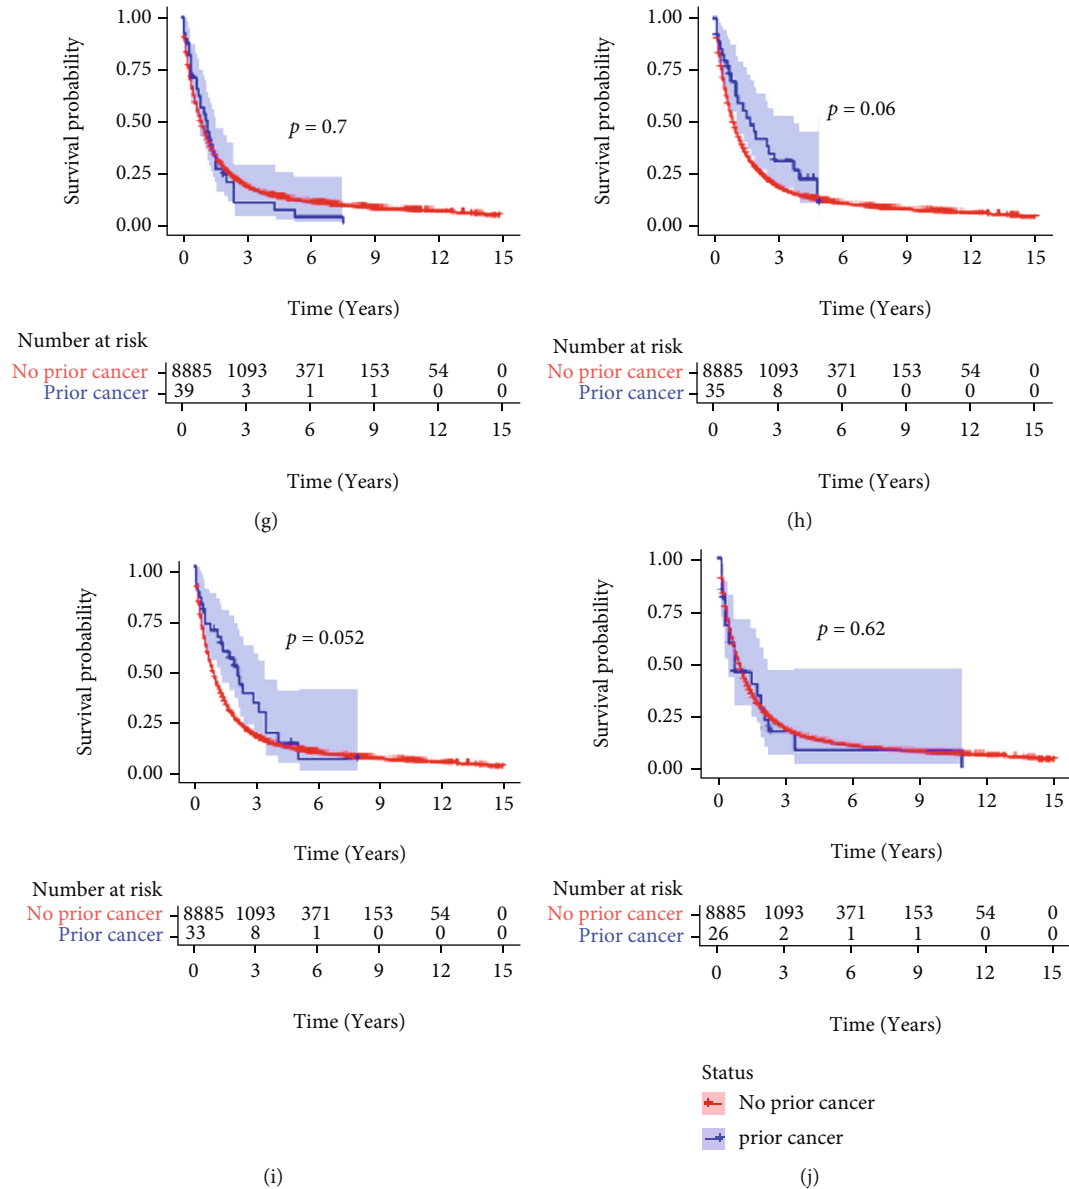 Survival probability
1.00
0.75
0.50
0.25
0.00
p = 0.7
0 3 6 9 12 15
Time (Years)
Number at risk
No prior cancer 8885 1093 371 153 54 0
Prior cancer 39 3 1 1 0 0
0 3 6 9 12 15
Time (Years)
(g)
Survival probability
1.00
0.75
0.50
0.25
0.00
p = 0.06
0 3 6 9 12 15
Time (Years)
Number at risk
No prior cancer 8885 1093 371 153 54 0
Prior cancer 35 8 0 0 0 0
0 3 6 9 12 15
Time (Years)
(h)
Survival probability
1.00
0.75
0.50
0.25
0.00
p = 0.052
0 3 6 9 12 15
Time (Years)
Number at risk
No prior cancer 8885 1093 371 153 54 0
Prior cancer 33 8 1 0 0 0
0 3 6 9 12 15
Time (Years)
(i)
Survival probability
1.00
0.75
0.50
0.25
0.00
p = 0.62
0 3 6 9 12 15
Time (Years)
Number at risk
No prior cancer 8885 1093 371 153 54 0
Prior cancer 26 2 1 1 0 0
0 3 6 9 12 15
Time (Years)
Status
No prior cancer
prior cancer
(j)